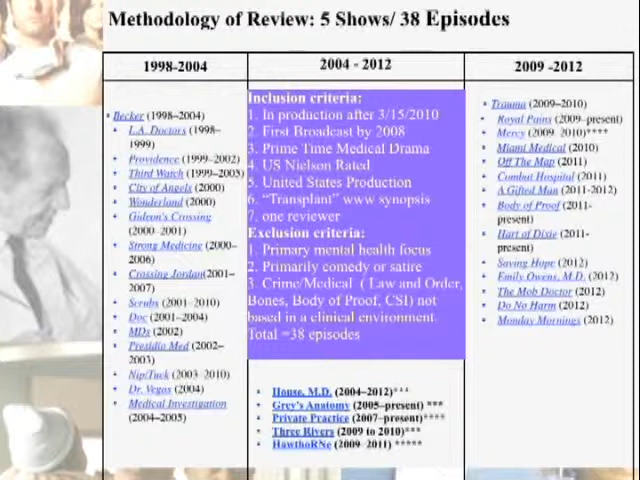 Methodology of Review: 5 Shows/ 38 Episodes
1998-2004
2004 - 2012
2009 -2012
Becker (1998–2004)
L.A. Doctors (1998–
1999)
Providence (1999–2002)
Third Watch (1999–2005)
City of Angels (2000)
Wonderland (2000)
Gideon's Crossing
(2000–2001)
Strong Medicine (2000–
2006)
Crossing Jordan(2001–
2007)
Scrubs (2001–2010)
Doc (2001–2004)
MDs (2002)
Presidio Med (2002–
2003)
Nip/Tuck (2003–2010)
Dr. Vegas (2004)
Medical Investigation
(2004–2005)
Inclusion criteria:
1. In production after 3/15/2010
2. First Broadcast by 2008
3. Prime Time Medical Drama
4. US Nielson Rated
5. United States Production
6. “Transplant” www synopsis
7. one reviewer
Exclusion criteria:
1. Primary mental health focus
2. Primarily comedy or satire
3. Crime/Medical ( Law and Order,
Bones, Body of Proof, CSI) not
based in a clinical environment.
Total =38 episodes
House, M.D. (2004–2012)***
Grey's Anatomy (2005–present) ***
Private Practice (2007–present)****
Three Rivers (2009 to 2010)***
HawthoRNe (2009–2011) *****
Trauma (2009–2010)
Royal Pains (2009–present)
Mercy (2009–2010)****
Miami Medical (2010)
Off The Map (2011)
Combat Hospital (2011)
A Gifted Man (2011-2012)
Body of Proof (2011-
present)
Hart of Dixie (2011-
present)
Saving Hope (2012)
Emily Owens, M.D. (2012)
The Mob Doctor (2012)
Do No Harm (2012)
Monday Mornings (2012)